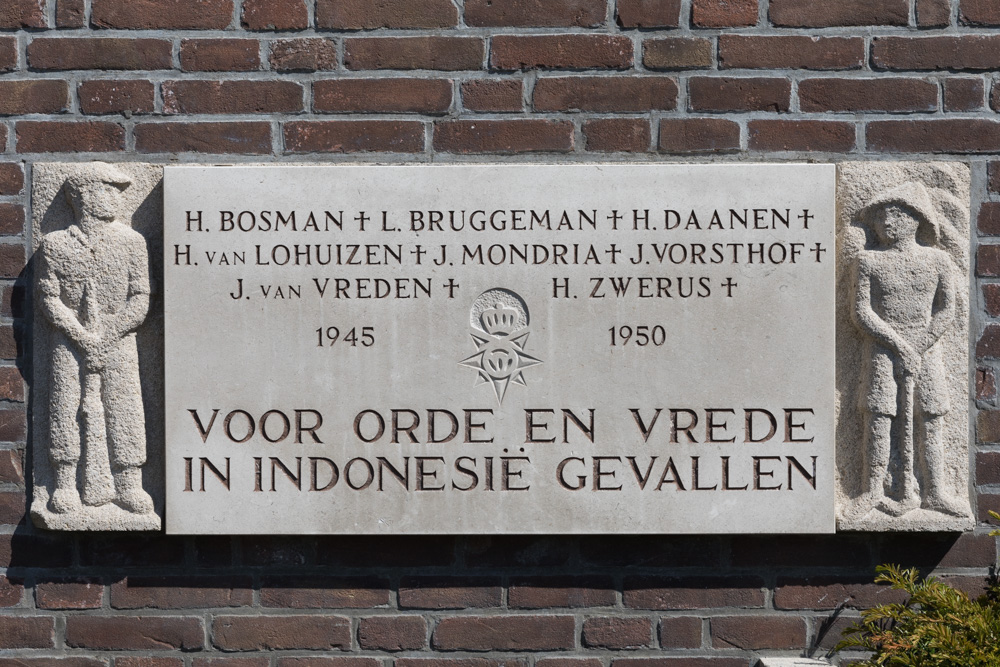 H. BOSMAN ✝ L. BRUGGEMAN ✝ H. DAANEN ✝
H. VAN LOHUIZEN ✝ J. MONDRIA ✝ J. VORSTHOF ✝
J. VAN VREDEN ✝ H. ZWERUS ✝
1945 1950
VOOR ORDE EN VREDE
IN INDONESIË GEVALLEN